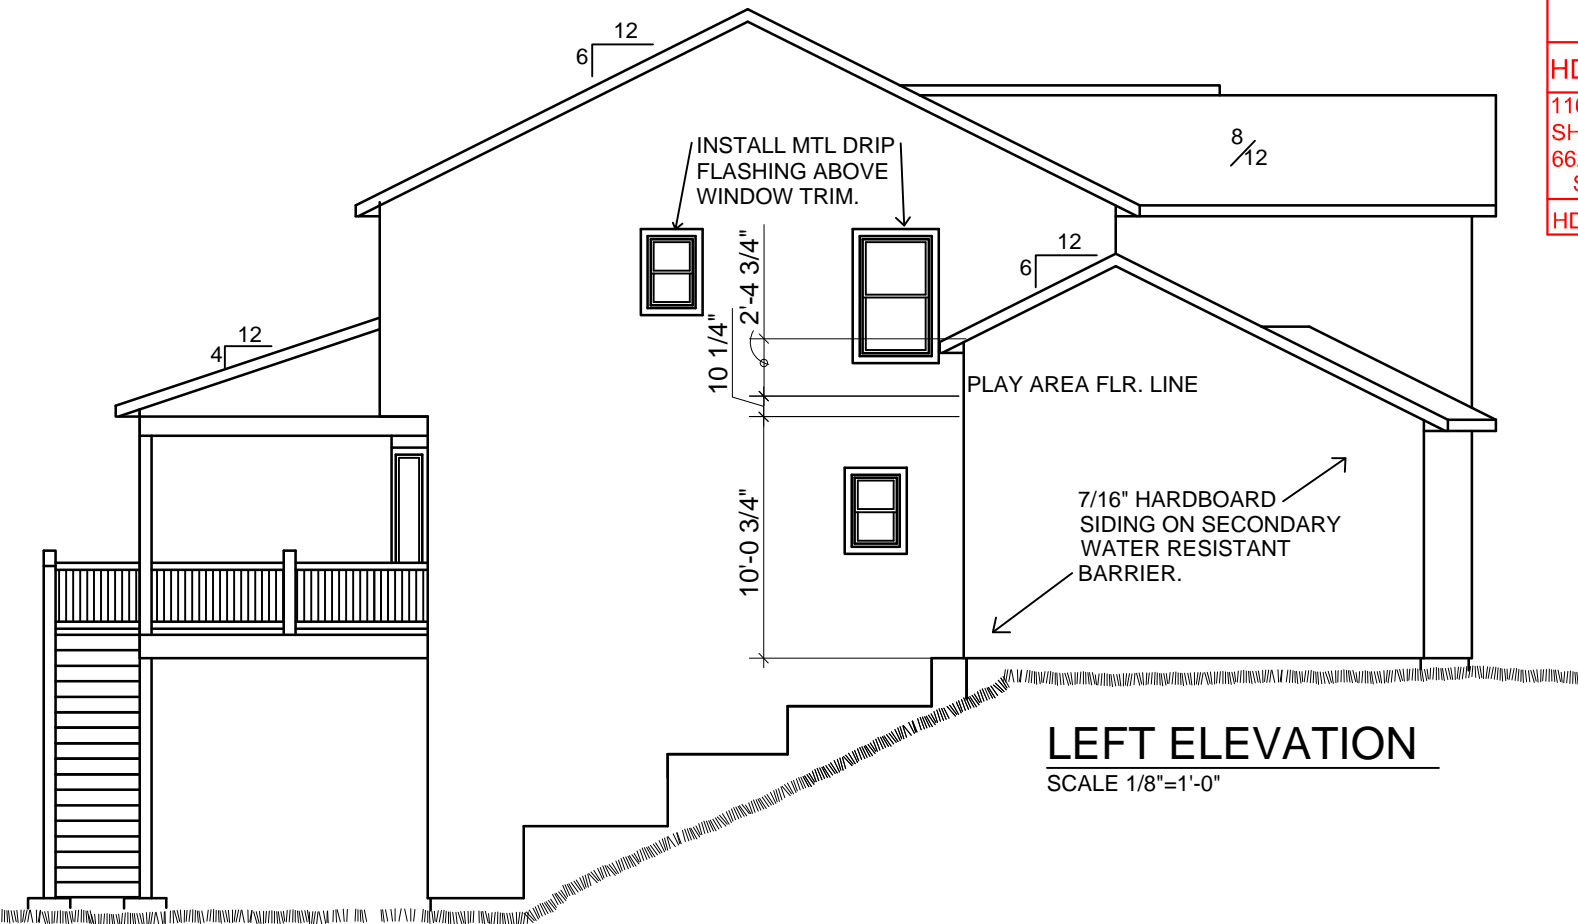 12
6
INSTALL MTL DRIP
FLASHING ABOVE
WINDOW TRIM.
8/12
12
6
2'-4 3/4"
10 1/4"
12
4
PLAY AREA FLR. LINE
10'-0 3/4"
7/16" HARDBOARD
SIDING ON SECONDARY
WATER RESISTANT
BARRIER.
LEFT ELEVATION
SCALE 1/8"=1'-0"